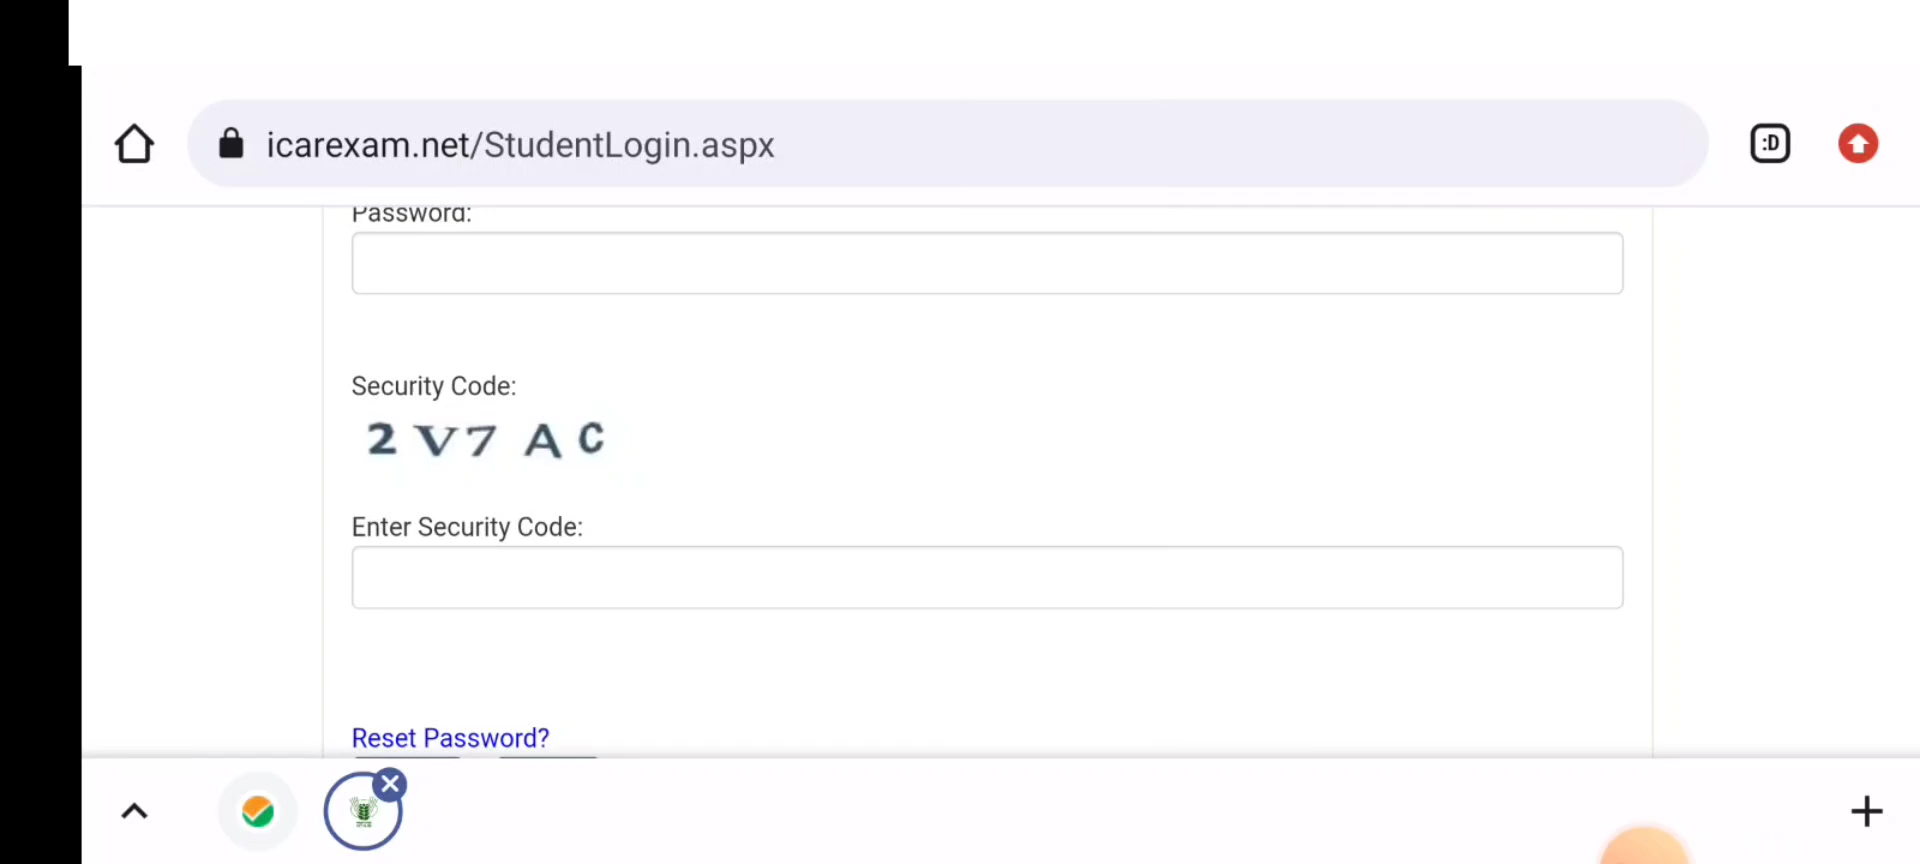 icarexam.net/StudentLogin.aspx
:D
Password:
Security Code:
2 V7 A C
Enter Security Code:
Reset Password?